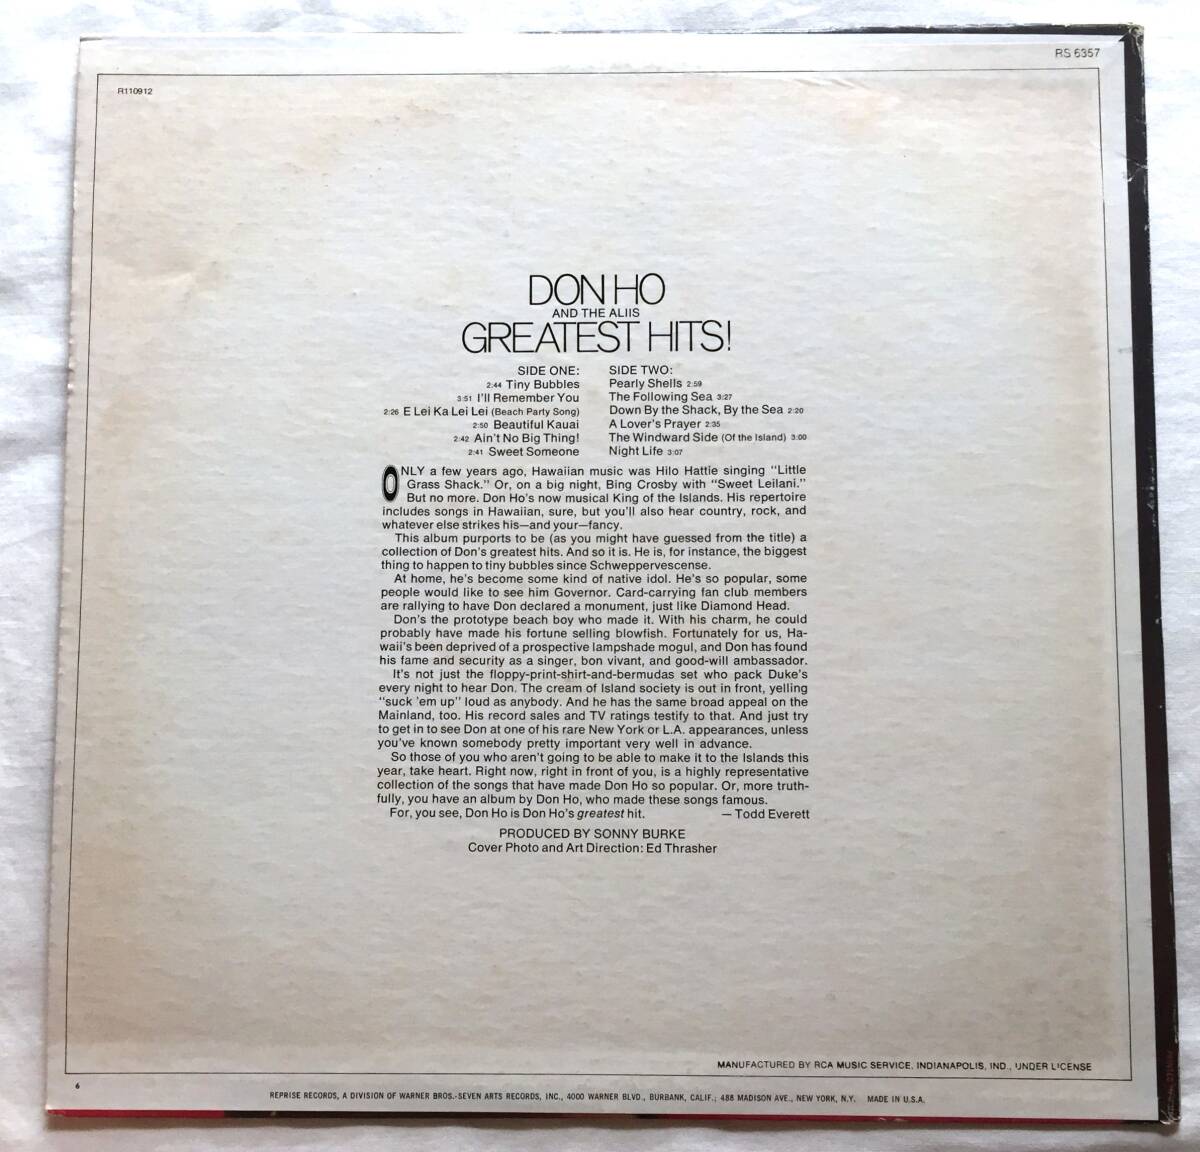 RS 6357
R110912
DON HO
AND THE ALIIS
GREATEST HITS!
SIDE ONE:
2:44 Tiny Bubbles
3:51 I'll Remember You
2:26 E Lei Ka Lei Lei (Beach Party Song)
2:50 Beautiful Kauai
2:42 Ain't No Big Thing!
2:41 Sweet Someone
SIDE TWO:
Pearly Shells 2:59
The Following Sea 3:27
Down By the Shack, By the Sea 2:20
A Lover's Prayer 2:35
The Windward Side (Of the Island) 3:00
Night Life 3:07
ONLY a few years ago, Hawaiian music was Hilo Hattie singing "Little
Grass Shack." Or, on a big night, Bing Crosby with "Sweet Leilani."
But no more. Don Ho's now musical King of the Islands. His repertoire
includes songs in Hawaiian, sure, but you'll also hear country, rock, and
whatever else strikes his—and your—fancy.
This album purports to be (as you might have guessed from the title) a
collection of Don's greatest hits. And so it is. He is, for instance, the biggest
thing to happen to tiny bubbles since Schweppervescense.
At home, he's become some kind of native idol. He's so popular, some
people would like to see him Governor. Card-carrying fan club members
are rallying to have Don declared a monument, just like Diamond Head.
Don's the prototype beach boy who made it. With his charm, he could
probably have made his fortune selling blowfish. Fortunately for us, Ha-
waii's been deprived of a prospective lampshade mogul, and Don has found
his fame and security as a singer, bon vivant, and good-will ambassador.
It's not just the floppy-print-shirt-and-bermudas set who pack Duke's
every night to hear Don. The cream of Island society is out in front, yelling
"suck 'em up" loud as anybody. And he has the same broad appeal on the
Mainland, too. His record sales and TV ratings testify to that. And just try
to get in to see Don at one of his rare New York or L.A. appearances, unless
you've known somebody pretty important very well in advance.
So those of you who aren't going to be able to make it to the Islands this
year, take heart. Right now, right in front of you, is a highly representative
collection of the songs that have made Don Ho so popular. Or, more truth-
fully, you have an album by Don Ho, who made these songs famous.
For, you see, Don Ho is Don Ho's greatest hit. — Todd Everett
PRODUCED BY SONNY BURKE
Cover Photo and Art Direction: Ed Thrasher
MANUFACTURED BY RCA MUSIC SERVICE, INDIANAPOLIS, IND., UNDER LICENSE
6
REPRISE RECORDS, A DIVISION OF WARNER BROS.-SEVEN ARTS RECORDS, INC., 4000 WARNER BLVD., BURBANK, CALIF.; 488 MADISON AVE., NEW YORK, N.Y. MADE IN U.S.A.